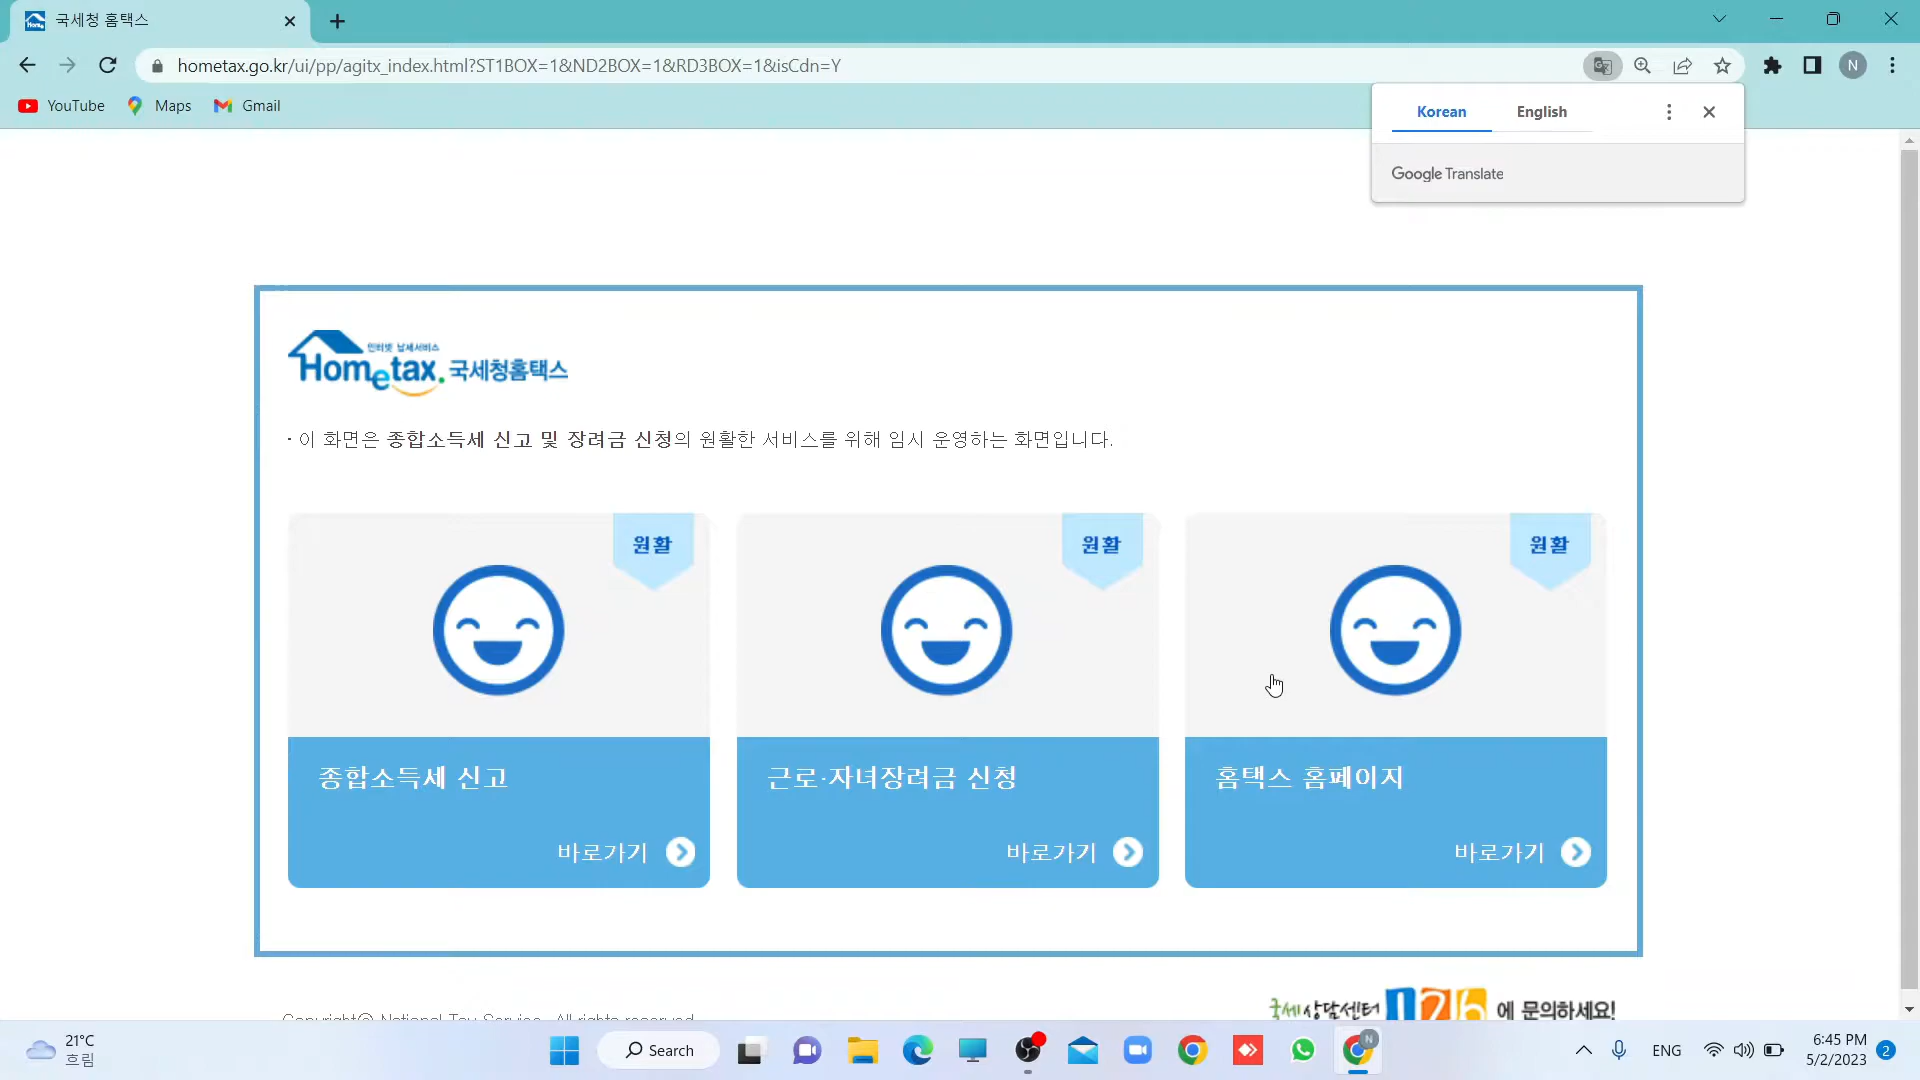 국세청 홈택스
hometax.go.kr/ui/pp/agitx_index.html?ST1BOX=1&ND2BOX=1&RD3BOX=1&isCdn=Y
N
YouTube Maps Gmail
Korean English
Google Translate
인터넷 납세서비스
Hometax. 국세청홈택스
· 이 화면은 종합소득세 신고 및 장려금 신청의 원활한 서비스를 위해 임시 운영하는 화면입니다.
원활 원활 원활
종합소득세 신고 근로·자녀장려금 신청 홈택스 홈페이지
바로가기 바로가기 바로가기
국세상담센터 126 에 문의하세요!
Copyrightⓒ National Tax Service. All rights reserved.
21°C
흐림
Search
N
ENG
6:45 PM
5/2/2023
2